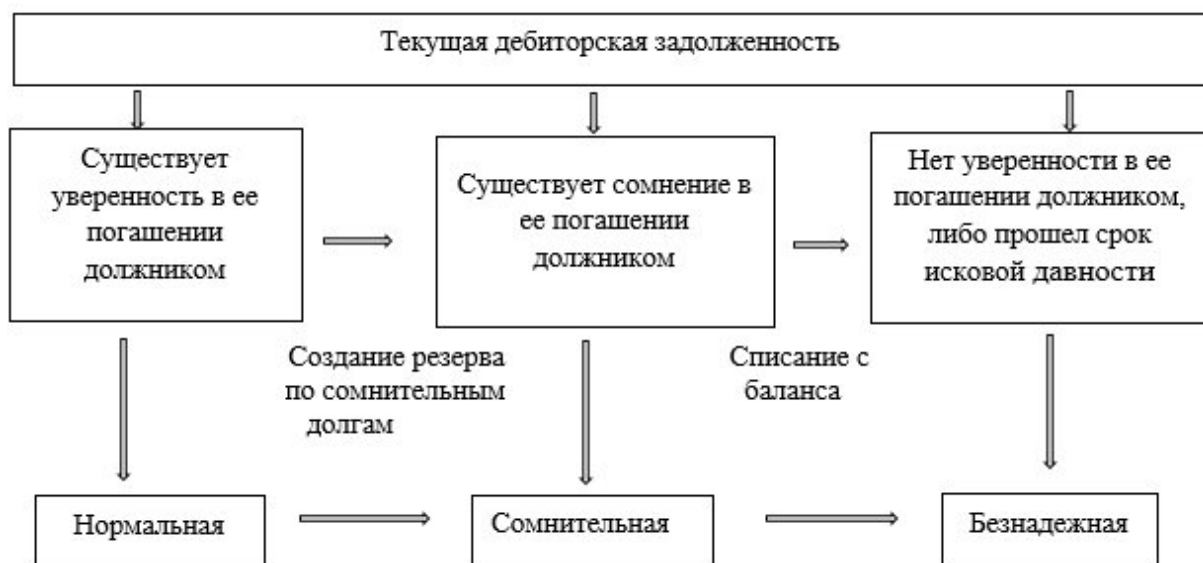 Текущая дебиторская задолженность
Существует
уверенность в ее
погашении
должником
Существует сомнение в
ее погашении
должником
Нет уверенности в ее
погашении должником,
либо прошел срок
исковой давности
Создание резерва
по сомнительным
долгам
Списание с
баланса
Нормальная
Сомнительная
Безнадежная